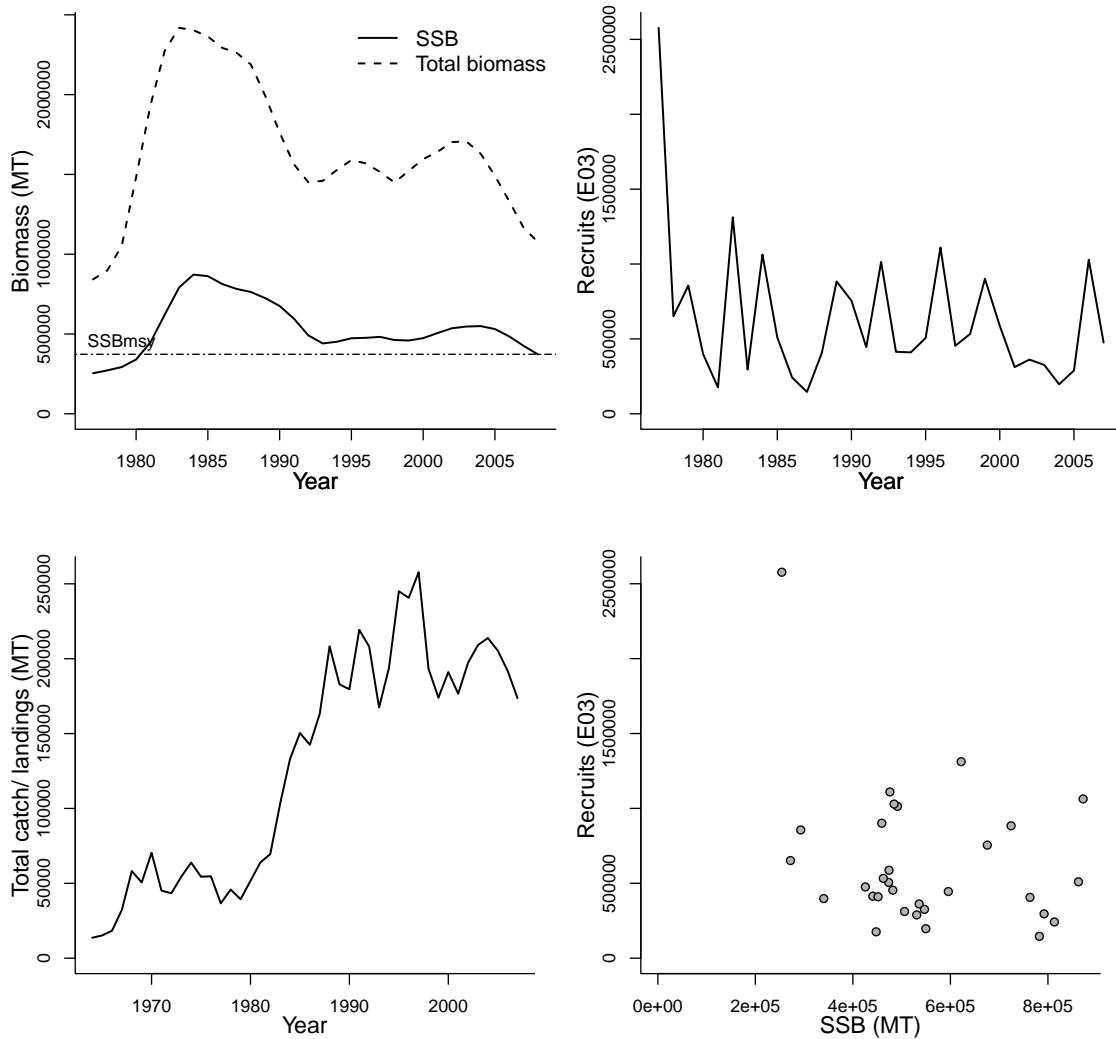 SSB
Total biomass
SSBmsy
Biomass (MT)
0
500000
1000000
2000000
1980
1985
1990
1995
2000
2005
Year
Recruits (E03)
0
500000
1500000
2500000
1980
1985
1990
1995
2000
2005
Year
Total catch/ landings (MT)
0
50000
100000
150000
200000
250000
1970
1980
1990
2000
Year
Recruits (E03)
0
500000
1500000
2500000
0e+00
2e+05
4e+05
6e+05
8e+05
SSB (MT)